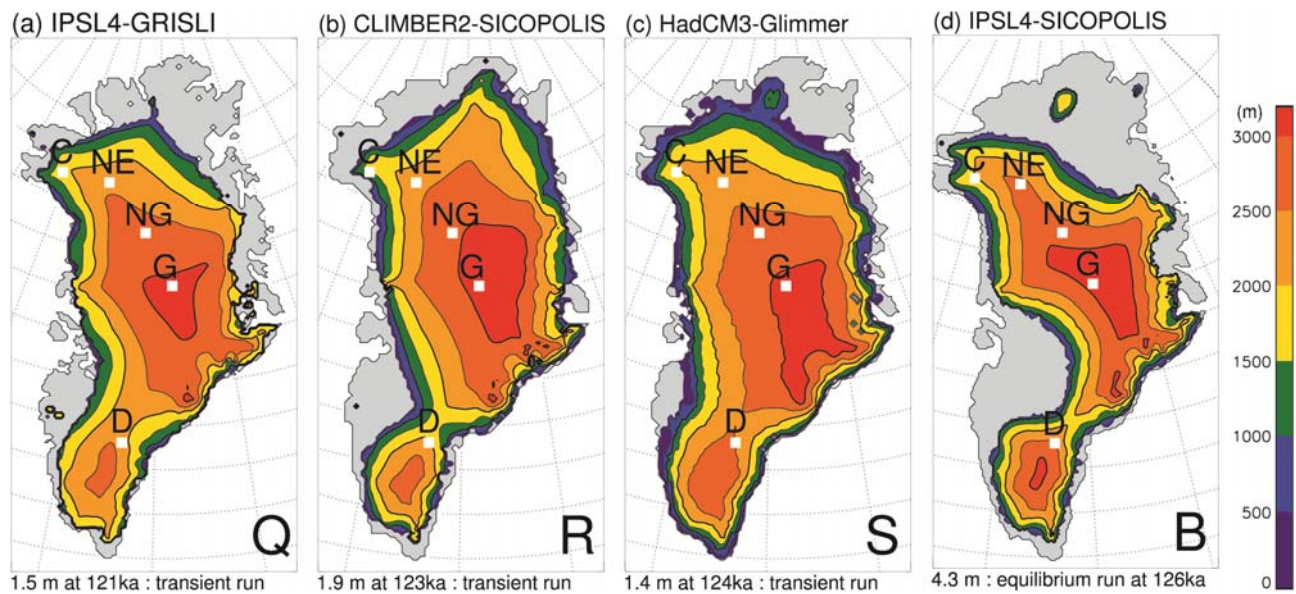 (a) IPSL4-GRISLI
(b) CLIMBER2-SICOPOLIS
(c) HadCM3-Glimmer
(d) IPSL4-SICOPOLIS
C
NE
NG
G
D
Q
1.5 m at 121ka : transient run
C
NE
NG
G
D
R
1.9 m at 123ka : transient run
C
NE
NG
G
D
S
1.4 m at 124ka : transient run
C
NE
NG
G
D
B
4.3 m : equilibrium run at 126ka
(m)
3000
2500
2000
1500
1000
500
0